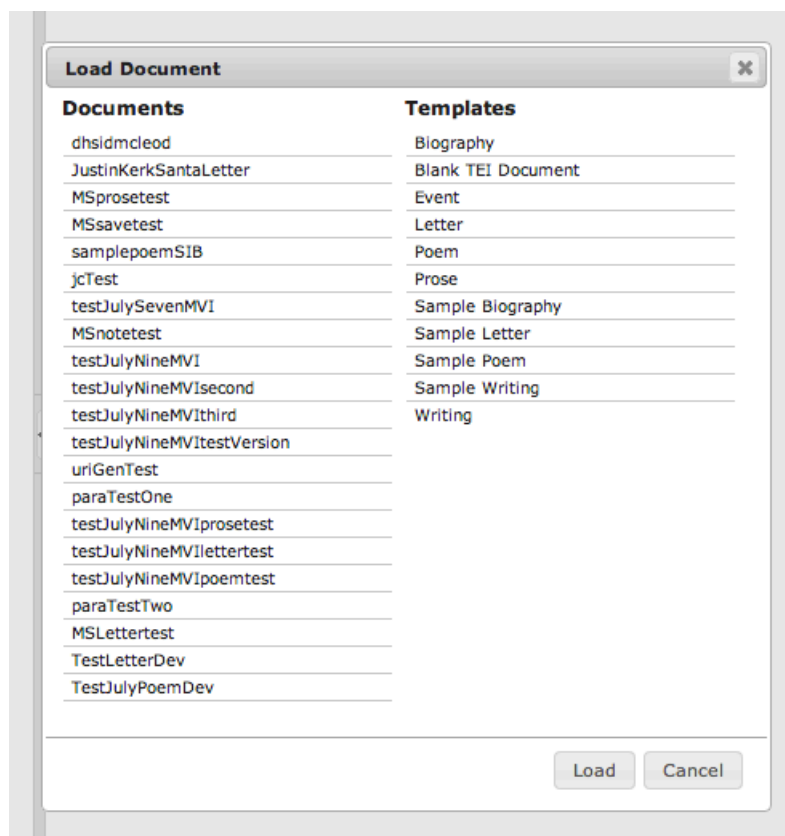 Load Document
Documents
dhsidmcleod
JustinKerkSantaLetter
MSprosetest
MSsavetest
samplepoemSIB
jcTest
testJulySevenMVI
MSnotetest
testJulyNineMVI
testJulyNineMVIsecond
testJulyNineMVIthird
testJulyNineMVItestVersion
uriGenTest
paraTestOne
testJulyNineMVIprosetest
testJulyNineMVIlettertest
testJulyNineMVIpoemtest
paraTestTwo
MSLettertest
TestLetterDev
TestJulyPoemDev
Templates
Biography
Blank TEI Document
Event
Letter
Poem
Prose
Sample Biography
Sample Letter
Sample Poem
Sample Writing
Writing
Load
Cancel